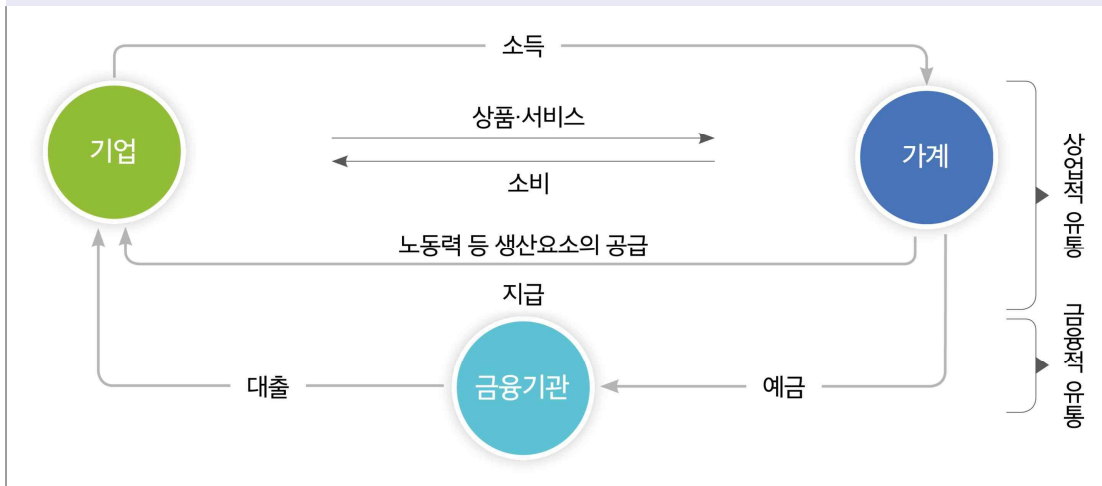 소득
상품·서비스
기업
가계
소비
상업적 유통
노동력 등 생산요소의 공급
지급
금융기관
대출
예금
금융적 유통